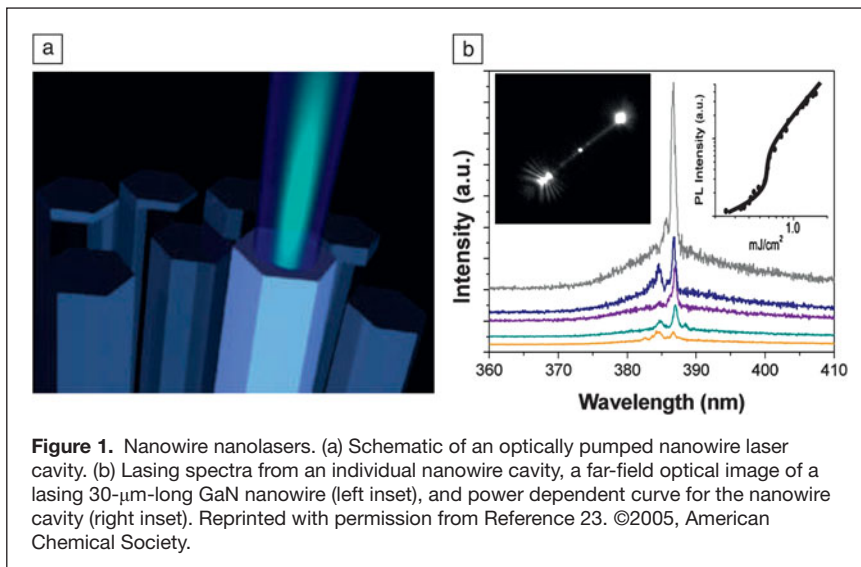 a
b
Intensity (a.u.)
PL Intensity (a.u.)
1.0
mJ/cm²
360 370 380 390 400 410
Wavelength (nm)
Figure 1. Nanowire nanolasers. (a) Schematic of an optically pumped nanowire laser
cavity. (b) Lasing spectra from an individual nanowire cavity, a far-field optical image of a
lasing 30-μm-long GaN nanowire (left inset), and power dependent curve for the nanowire
cavity (right inset). Reprinted with permission from Reference 23. ©2005, American
Chemical Society.